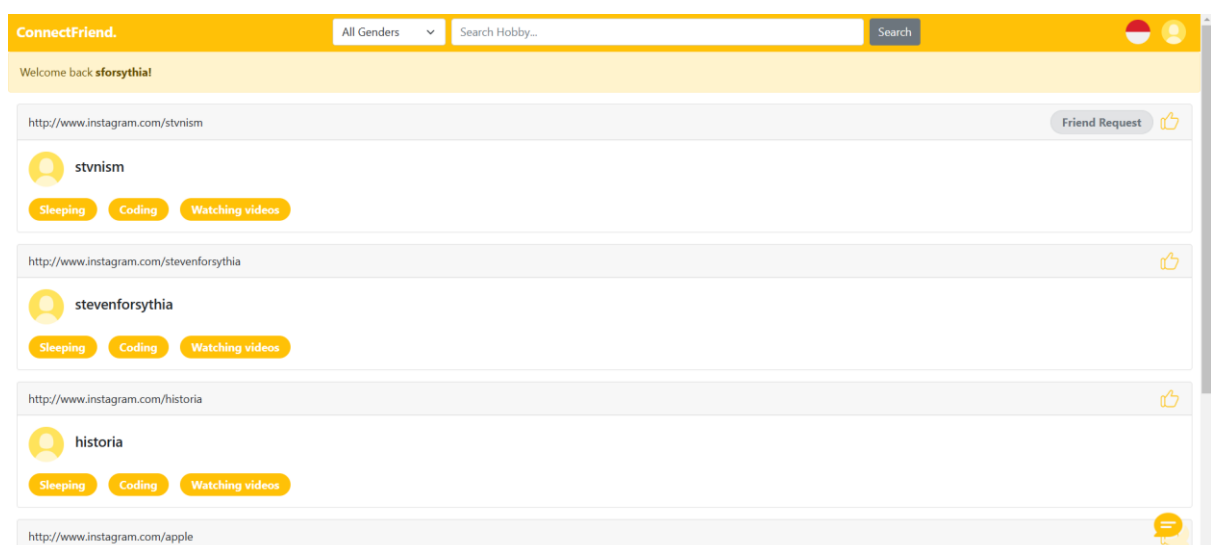 ConnectFriend. All Genders Search Hobby... Search
Welcome back sforsythia!
http://www.instagram.com/stvnism Friend Request
stvnism
Sleeping Coding Watching videos
http://www.instagram.com/stevenforsythia
stevenforsythia
Sleeping Coding Watching videos
http://www.instagram.com/historia
historia
Sleeping Coding Watching videos
http://www.instagram.com/apple